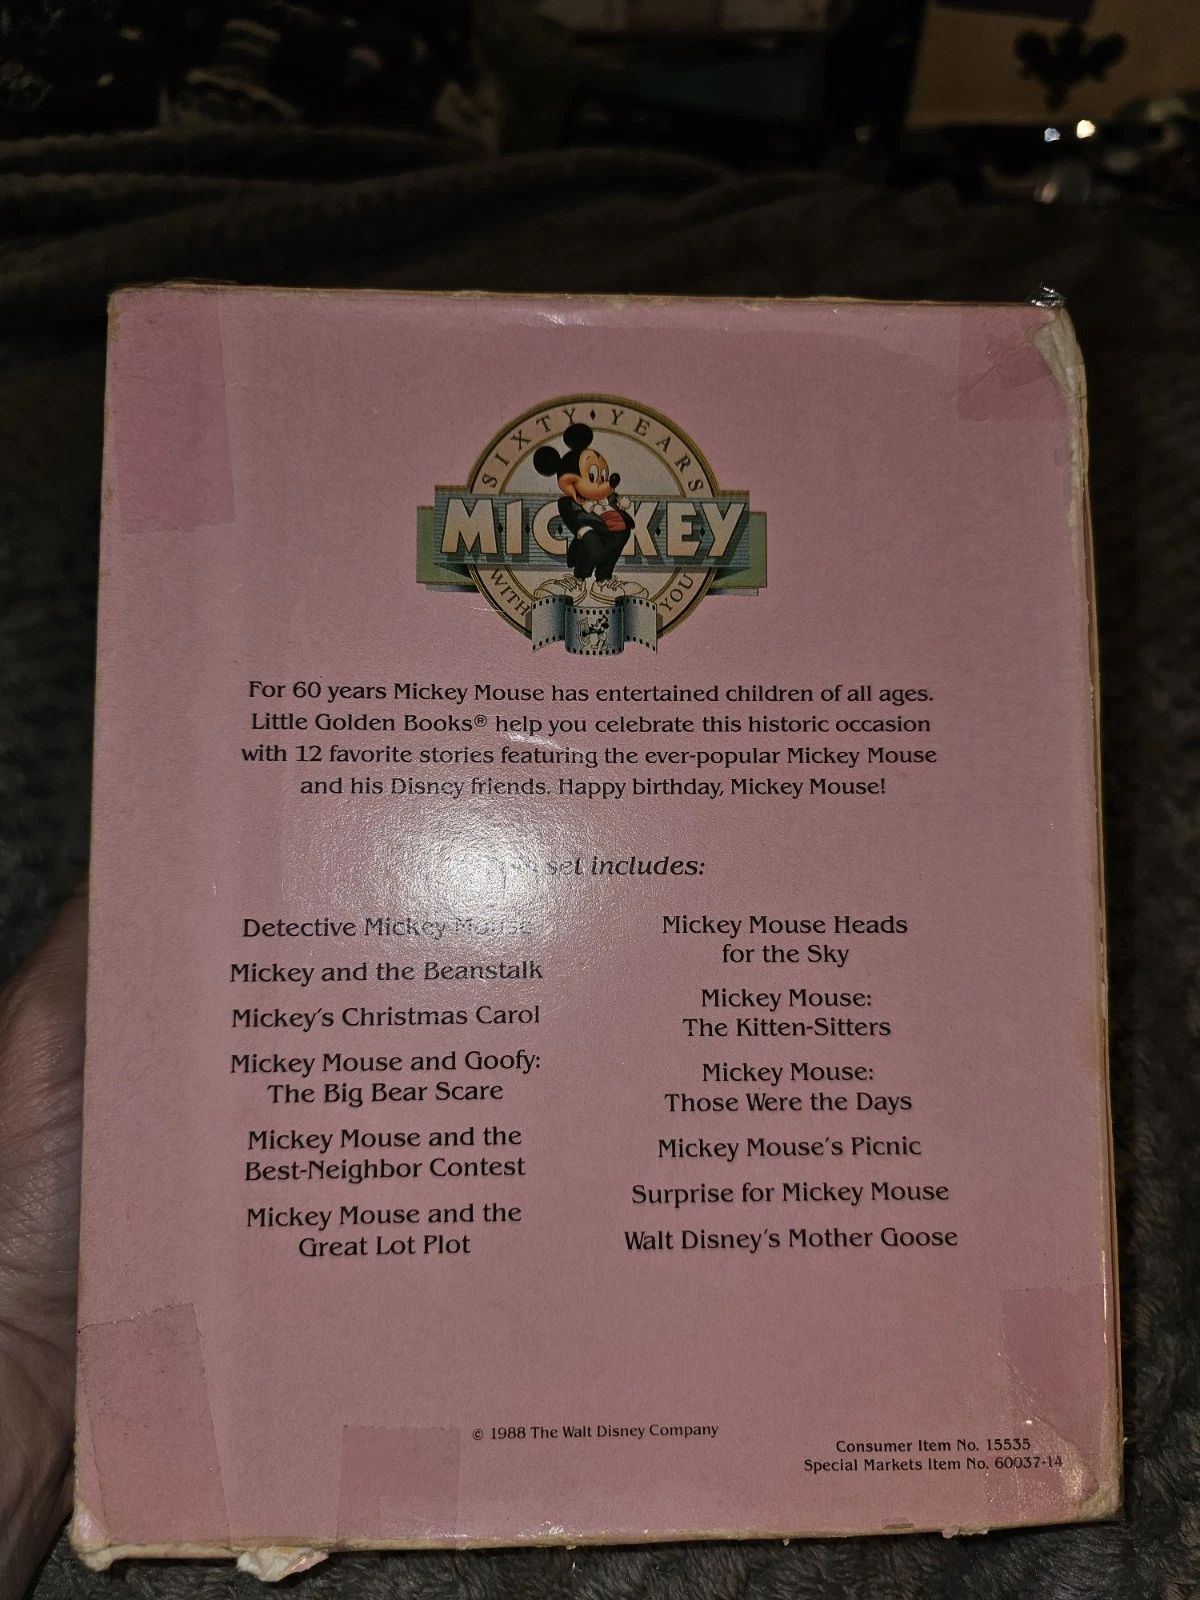 SIXTY YEARS
MICKEY
WITH YOU
For 60 years Mickey Mouse has entertained children of all ages.
Little Golden Books® help you celebrate this historic occasion
with 12 favorite stories featuring the ever-popular Mickey Mouse
and his Disney friends. Happy birthday, Mickey Mouse!
set includes:
Detective Mickey Mouse
Mickey and the Beanstalk
Mickey's Christmas Carol
Mickey Mouse and Goofy:
The Big Bear Scare
Mickey Mouse and the
Best-Neighbor Contest
Mickey Mouse and the
Great Lot Plot
Mickey Mouse Heads
for the Sky
Mickey Mouse:
The Kitten-Sitters
Mickey Mouse:
Those Were the Days
Mickey Mouse's Picnic
Surprise for Mickey Mouse
Walt Disney's Mother Goose
© 1988 The Walt Disney Company
Consumer Item No. 15535
Special Markets Item No. 60037-14